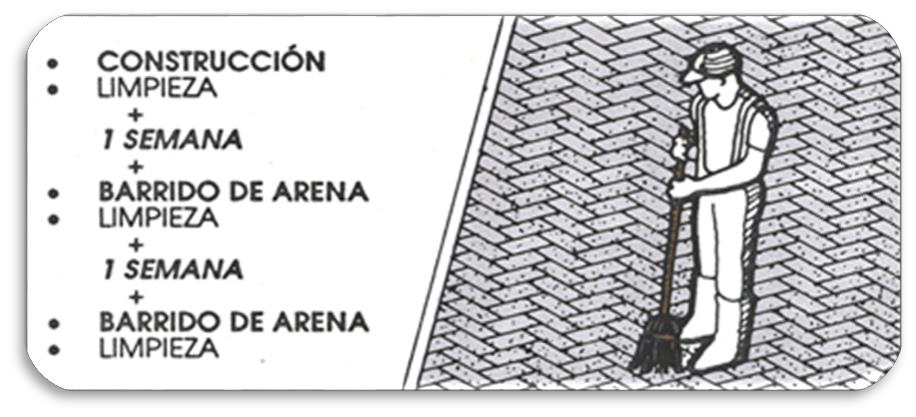 • CONSTRUCCIÓN
• LIMPIEZA
+
1 SEMANA
+
• BARRIDO DE ARENA
• LIMPIEZA
+
1 SEMANA
+
• BARRIDO DE ARENA
• LIMPIEZA